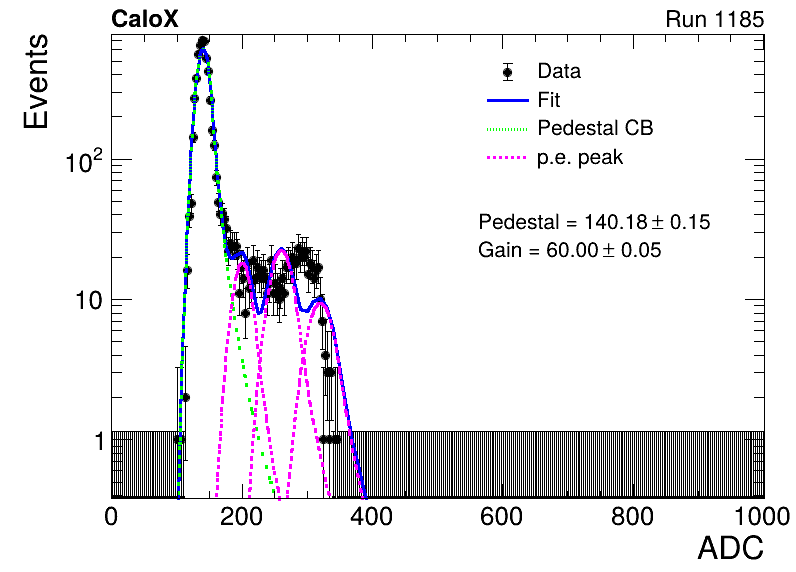 CaloX Run 1185
Events
Data
Fit
Pedestal CB
p.e. peak
Pedestal = 140.18 ± 0.15
Gain = 60.00 ± 0.05
10²
10
1
0 200 400 600 800 1000
ADC